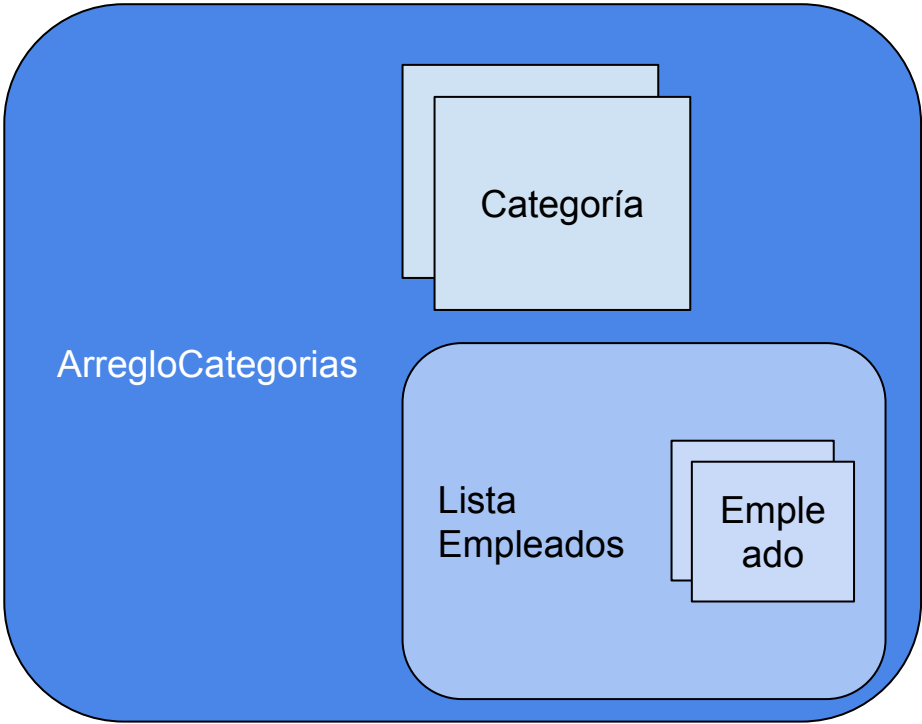 Categoría
ArregloCategorias
Lista
Empleados
Emple
ado